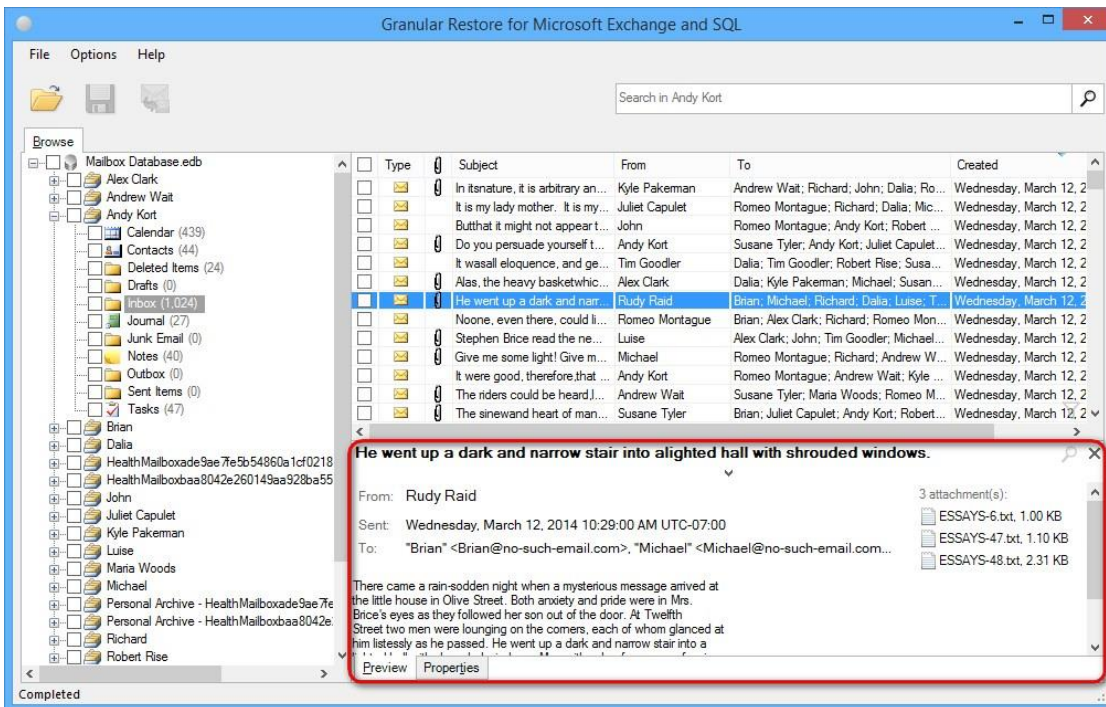 Granular Restore for Microsoft Exchange and SQL
File Options Help
Search in Andy Kort
Browse
Mailbox Database.edb
Alex Clark
Andrew Wait
Andy Kort
Calendar (439)
Contacts (44)
Deleted Items (24)
Drafts (0)
Inbox (1,024)
Journal (27)
Junk Email (0)
Notes (40)
Outbox (0)
Sent Items (0)
Tasks (47)
Brian
Dalia
HealthMailboxade9ae7fe5b54860a1cf0218
HealthMailboxbaa8042e260149aa928ba55
John
Juliet Capulet
Kyle Pakerman
Luise
Maria Woods
Michael
Personal Archive - HealthMailboxade9ae7fe
Personal Archive - HealthMailboxbaa8042e
Richard
Robert Rise
Type Subject From To Created
In itsnature, it is arbitrary an... Kyle Pakerman Andrew Wait; Richard; John; Dalia; Ro... Wednesday, March 12, 2
It is my lady mother. It is my... Juliet Capulet Romeo Montague; Richard; Dalia; Mic... Wednesday, March 12, 2
Butthat it might not appear t... John Romeo Montague; Andy Kort; Robert ... Wednesday, March 12, 2
Do you persuade yourself t... Andy Kort Susane Tyler; Andy Kort; Juliet Capulet... Wednesday, March 12, 2
It wasall eloquence, and ge... Tim Goodler Dalia; Tim Goodler; Robert Rise; Susa... Wednesday, March 12, 2
Alas, the heavy basketwhic... Alex Clark Dalia; Kyle Pakerman; Michael; Susan... Wednesday, March 12, 2
He went up a dark and narr... Rudy Raid Brian; Michael; Richard; Dalia; Luise; T... Wednesday, March 12, 2
Noone, even there, could li... Romeo Montague Brian; Alex Clark; Richard; Romeo Mon... Wednesday, March 12, 2
Stephen Brice read the ne... Luise Alex Clark; John; Tim Goodler; Michael... Wednesday, March 12, 2
Give me some light! Give m... Michael Romeo Montague; Richard; Andrew W... Wednesday, March 12, 2
It were good, therefore,that ... Andy Kort Romeo Montague; Andrew Wait; Kyle ... Wednesday, March 12, 2
The riders could be heard,l... Andrew Wait Susane Tyler; Maria Woods; Romeo M... Wednesday, March 12, 2
The sinewand heart of man... Susane Tyler Brian; Juliet Capulet; Andy Kort; Robert... Wednesday, March 12, 2
He went up a dark and narrow stair into alighted hall with shrouded windows.
From: Rudy Raid
Sent: Wednesday, March 12, 2014 10:29:00 AM UTC-07:00
To: "Brian" <Brian@no-such-email.com>, "Michael" <Michael@no-such-email.com...
3 attachment(s):
ESSAYS-6.txt, 1.00 KB
ESSAYS-47.txt, 1.10 KB
ESSAYS-48.txt, 2.31 KB
There came a rain-sodden night when a mysterious message arrived at
the little house in Olive Street. Both anxiety and pride were in Mrs.
Brice's eyes as they followed her son out of the door. At Twelfth
Street two men were lounging on the corners, each of whom glanced at
him listessly as he passed. He went up a dark and narrow stair into a
Preview Properties
Completed